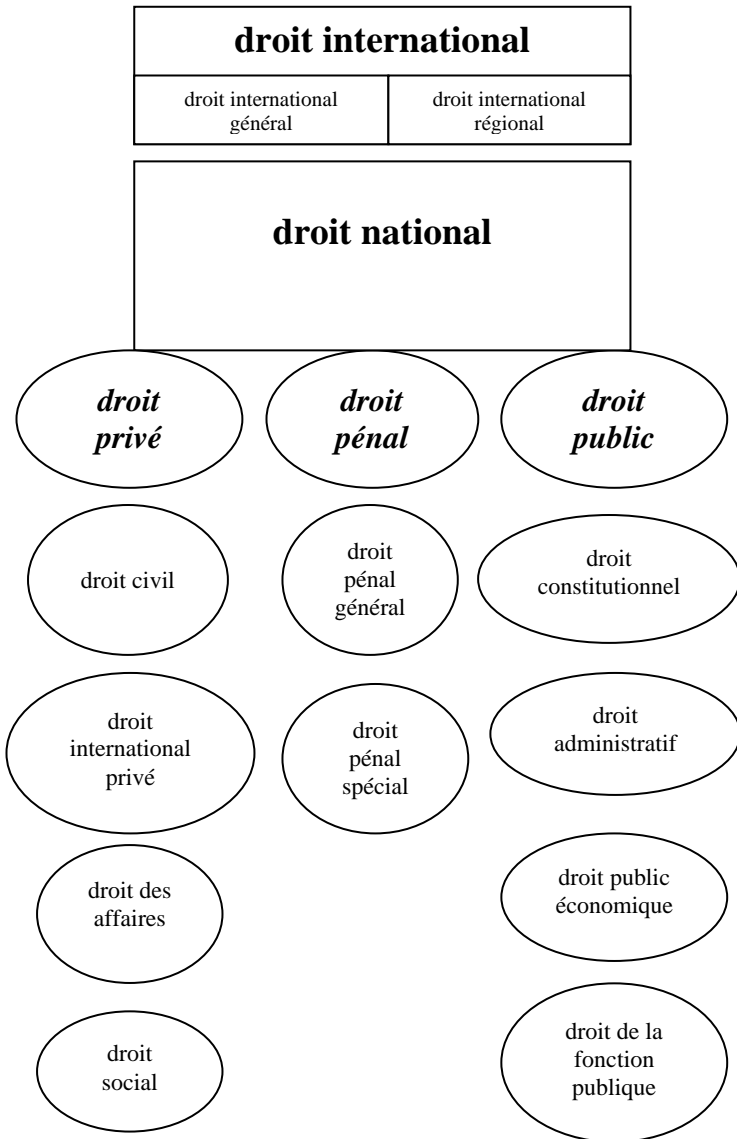 droit international
droit international
général
droit international
régional
droit national
droit
privé
droit
pénal
droit
public
droit civil
droit
pénal
général
droit
constitutionnel
droit
international
privé
droit
pénal
spécial
droit
administratif
droit des
affaires
droit public
économique
droit
social
droit de la
fonction
publique